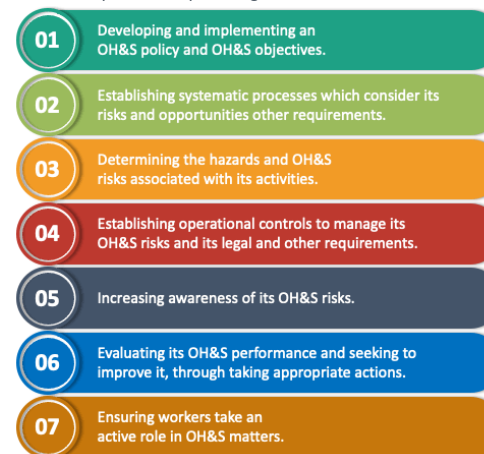 01
Developing and implementing an
OH&S policy and OH&S objectives.
02
Establishing systematic processes which consider its
risks and opportunities other requirements.
03
Determining the hazards and OH&S
risks associated with its activities.
04
Establishing operational controls to manage its
OH&S risks and its legal and other requirements.
05
Increasing awareness of its OH&S risks.
06
Evaluating its OH&S performance and seeking to
improve it, through taking appropriate actions.
07
Ensuring workers take an
active role in OH&S matters.